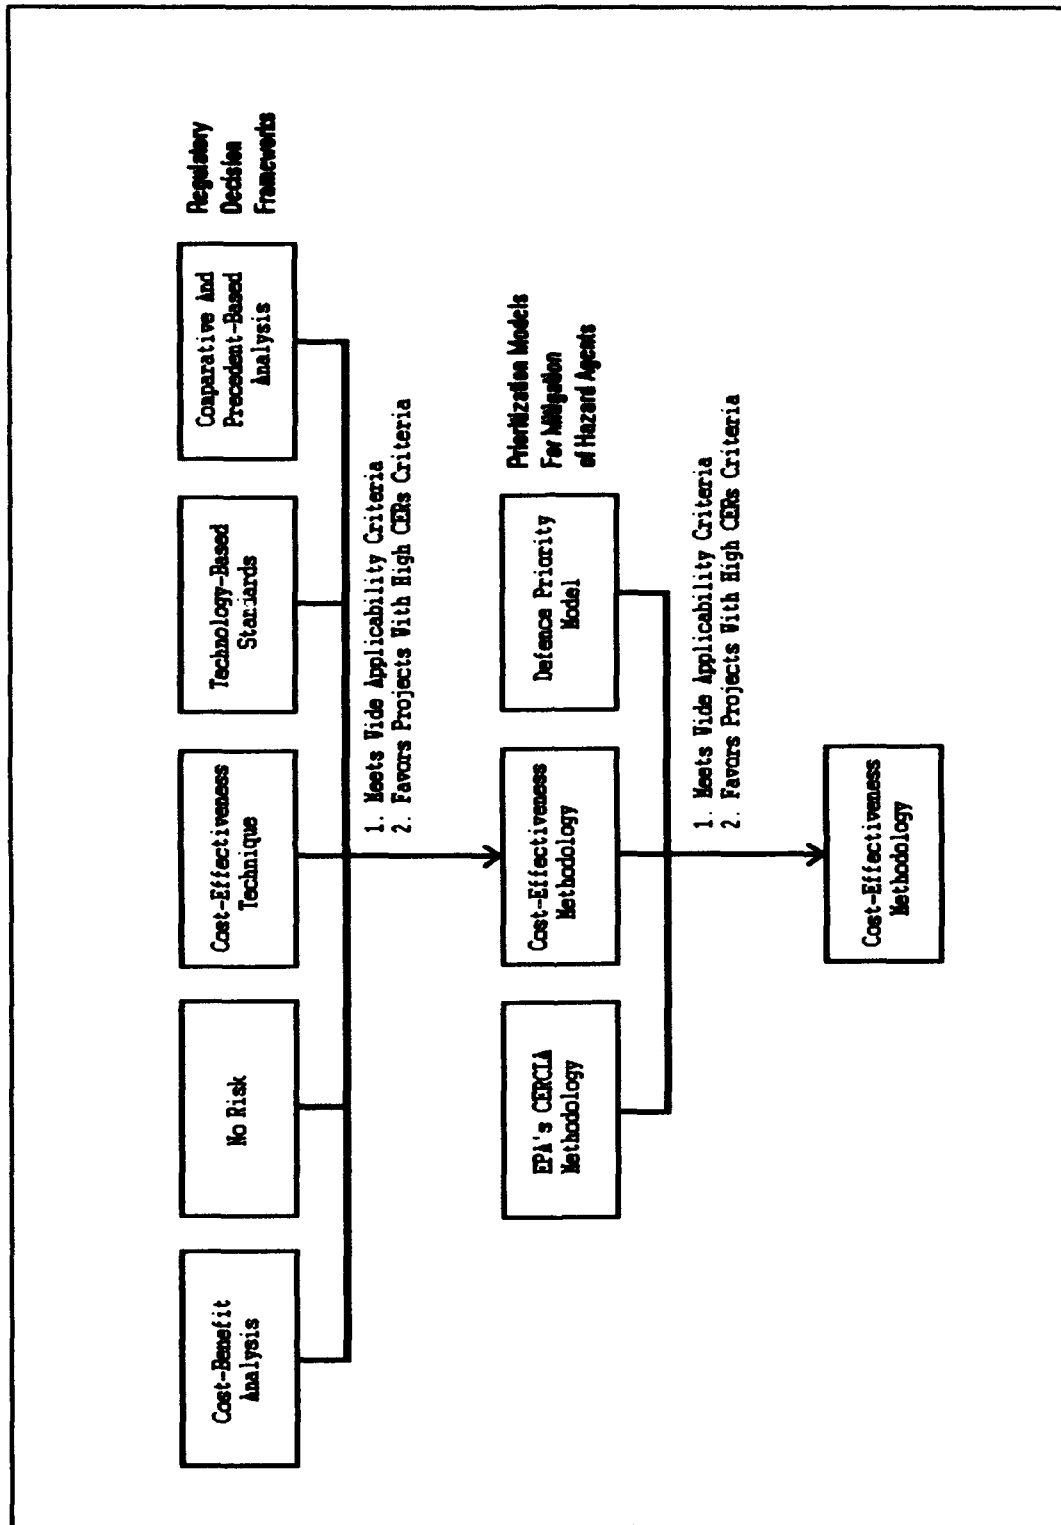 Cost-Benefit
Analysis
No Risk
Cost-Effectiveness
Technique
Technology-Based
Standards
Comparative And
Precedent-Based
Analysis
Regulatory
Decision
Frameworks
1. Meets Wide Applicability Criteria
2. Favors Projects With High CERs Criteria
EPA's CERCIA
Methodology
Cost-Effectiveness
Methodology
Defence Priority
Model
Prioritization Models
For Mitigation
of Hazard Agents
1. Meets Wide Applicability Criteria
2. Favors Projects With High CERs Criteria
Cost-Effectiveness
Methodology